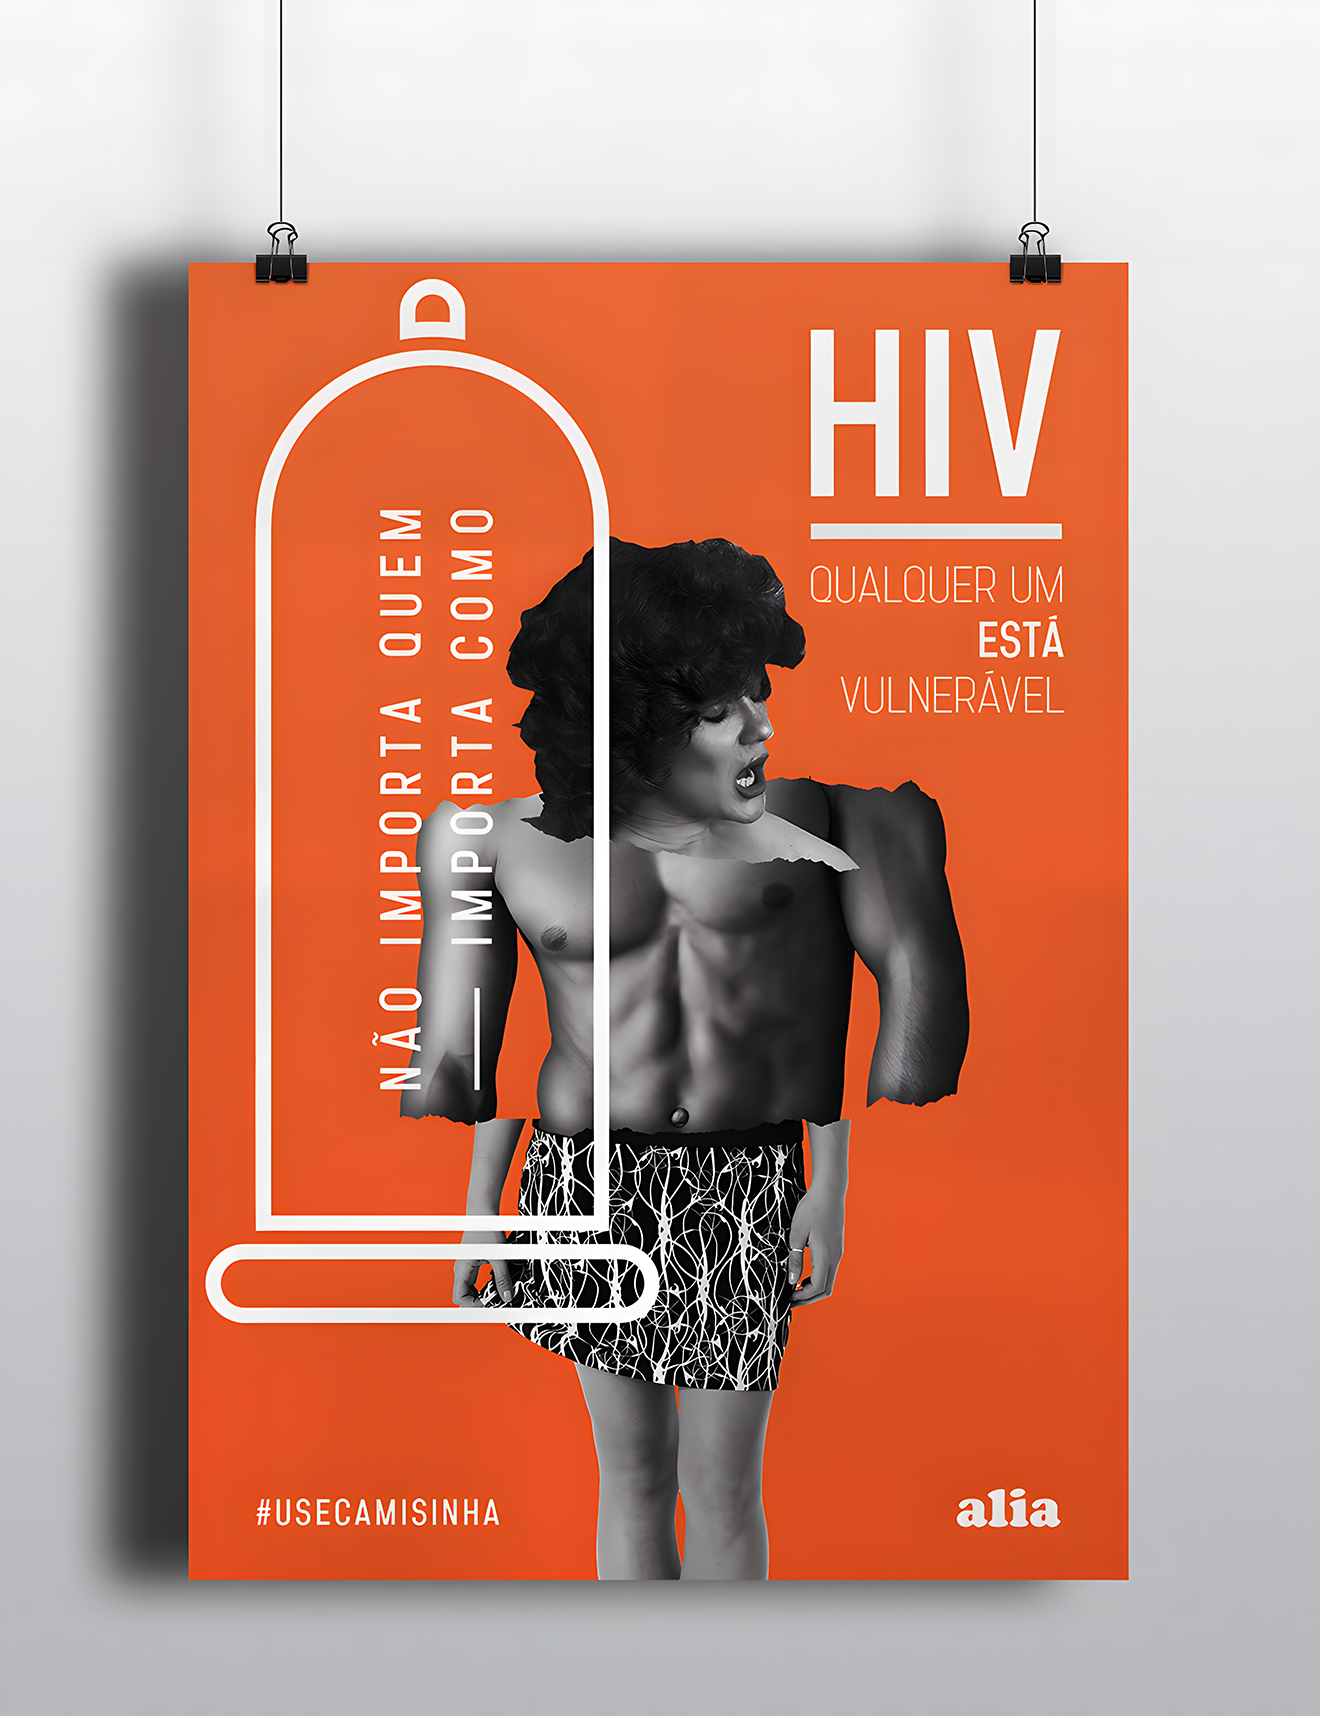 HIV
QUALQUER UM
ESTÁ
VULNERÁVEL
NÃO IMPORTA QUEM
IMPORTA COMO
#USECAMISINHA
alia